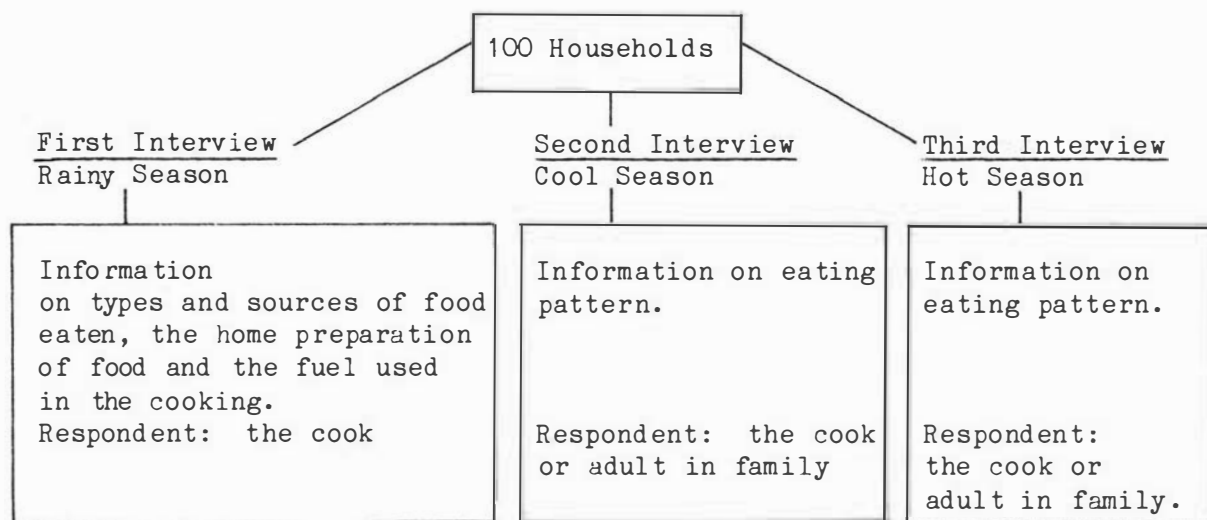 100 Households
First Interview
Rainy Season
Second Interview
Cool Season
Third Interview
Hot Season
Information
on types and sources of food
eaten, the home preparation
of food and the fuel used
in the cooking.
Respondent: the cook
Information on eating
pattern.
Respondent: the cook
or adult in family
Information on
eating pattern.
Respondent:
the cook or
adult in family.